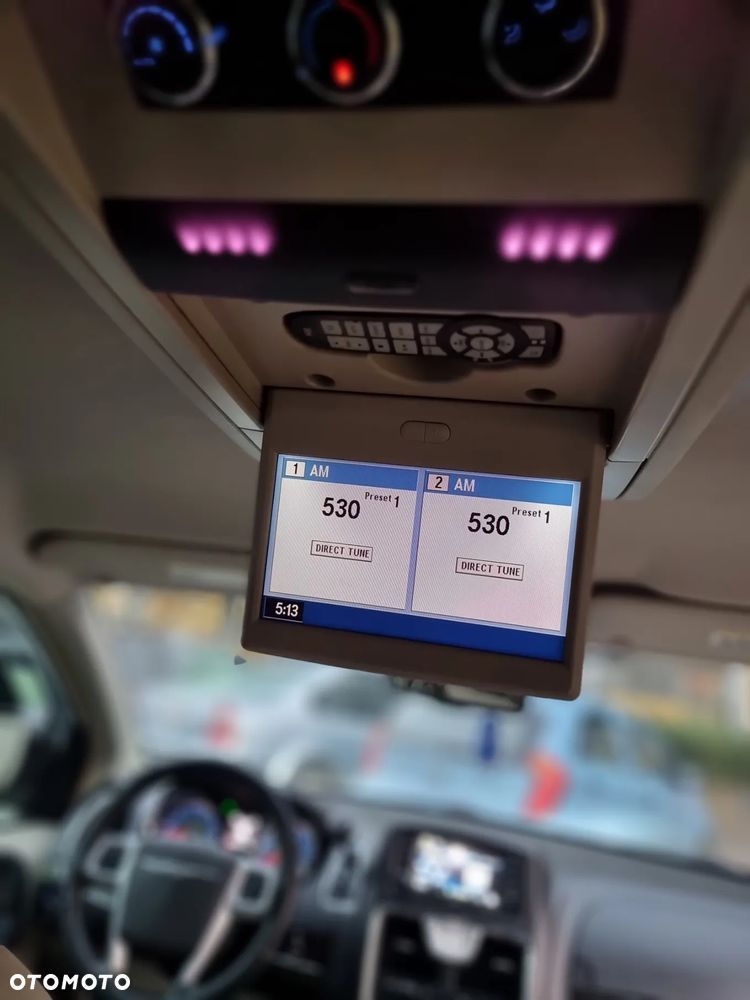 1 AM
530 Preset 1
DIRECT TUNE
2 AM
530 Preset 1
DIRECT TUNE
5:13
OTOMOTO